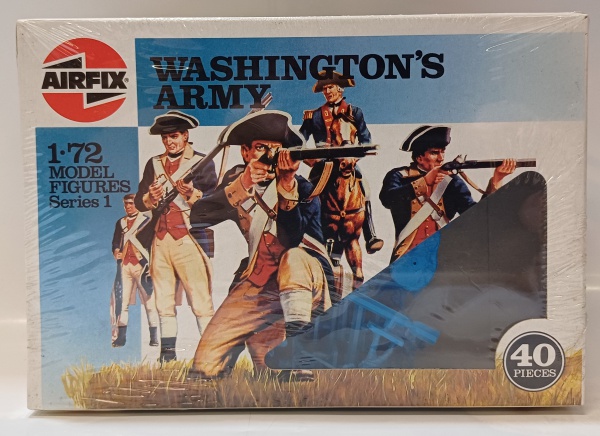 AIRFIX®
WASHINGTON'S
ARMY
1·72
MODEL
FIGURES
Series 1
40
PIECES